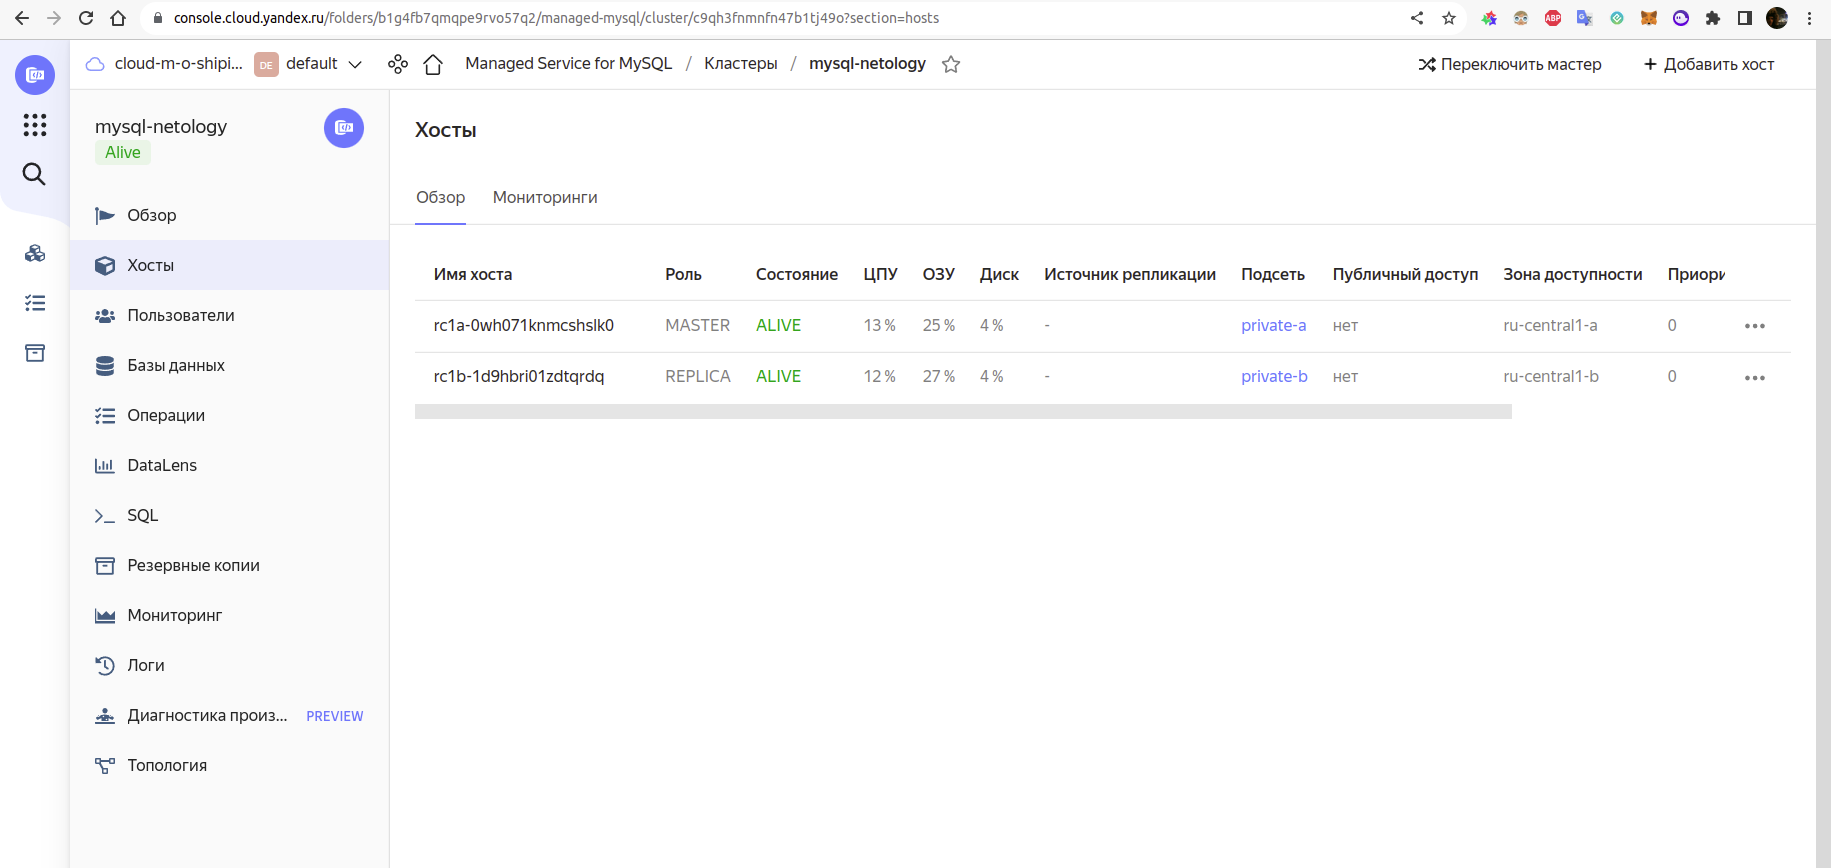 console.cloud.yandex.ru/folders/b1g4fb7qmqpe9rvo57q2/managed-mysql/cluster/c9qh3fnmnfn47b1tj49o?section=hosts
ABP
cloud-m-o-shipi... DE default Managed Service for MySQL / Кластеры / mysql-netology Переключить мастер + Добавить хост
mysql-netology
Alive
Обзор
Хосты
Пользователи
Базы данных
Операции
DataLens
SQL
Резервные копии
Мониторинг
Логи
Диагностика произ... PREVIEW
Топология
Хосты
Обзор Мониторинги
Имя хоста Роль Состояние ЦПУ ОЗУ Диск Источник репликации Подсеть Публичный доступ Зона доступности Приори
rc1a-0wh071knmcshslk0 MASTER ALIVE 13 % 25 % 4 % - private-a нет ru-central1-a 0
rc1b-1d9hbri01zdtqrdq REPLICA ALIVE 12 % 27 % 4 % - private-b нет ru-central1-b 0